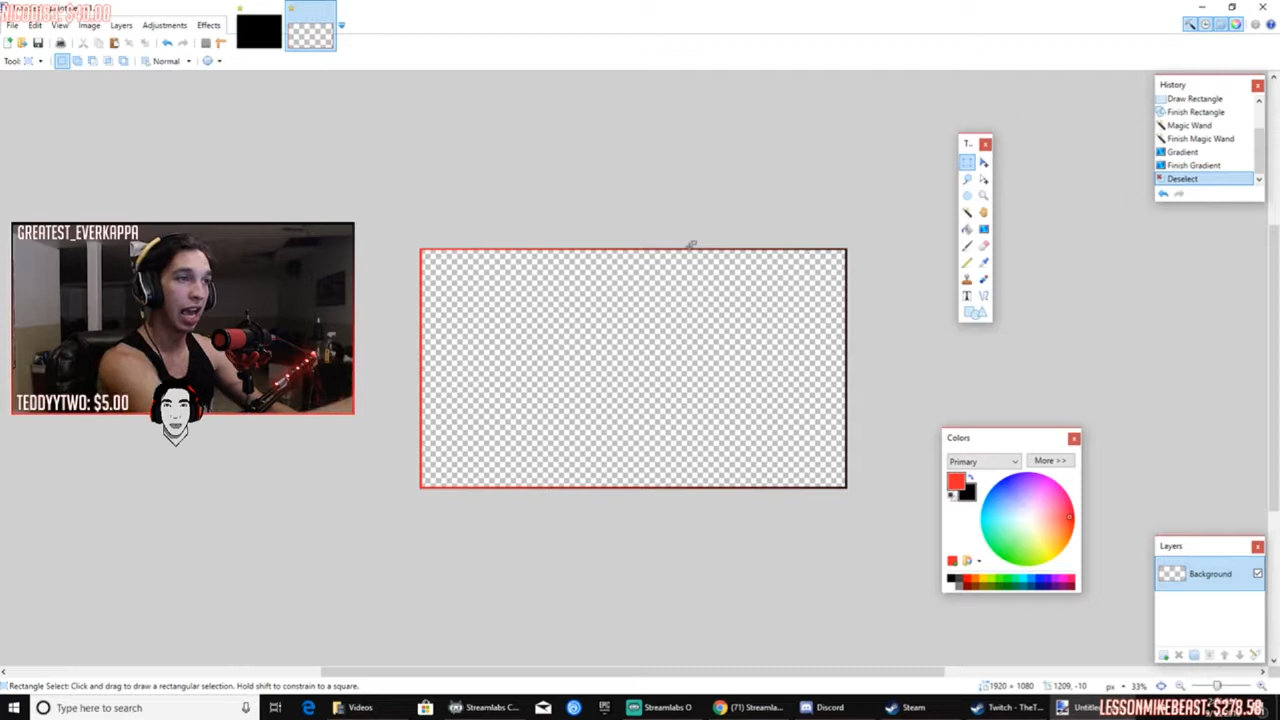 File Edit View Image Layers Adjustments Effects
Tool: Normal
History
Draw Rectangle
Finish Rectangle
Magic Wand
Finish Magic Wand
Gradient
Finish Gradient
Deselect
T..
GREATEST_EVERKAPPA
TEDDYYTWO: $5.00
Colors
Primary
More >>
Layers
Background
Rectangle Select: Click and drag to draw a rectangular selection. Hold shift to constrain to a square.
1920 × 1080
1209, -10
px
33%
Type here to search
Videos
Streamlabs C...
EPIC
Streamlabs O
(71) Streamla...
Discord
Steam
Twitch - TheT...
LESSONMIKEBEAST: $278.58